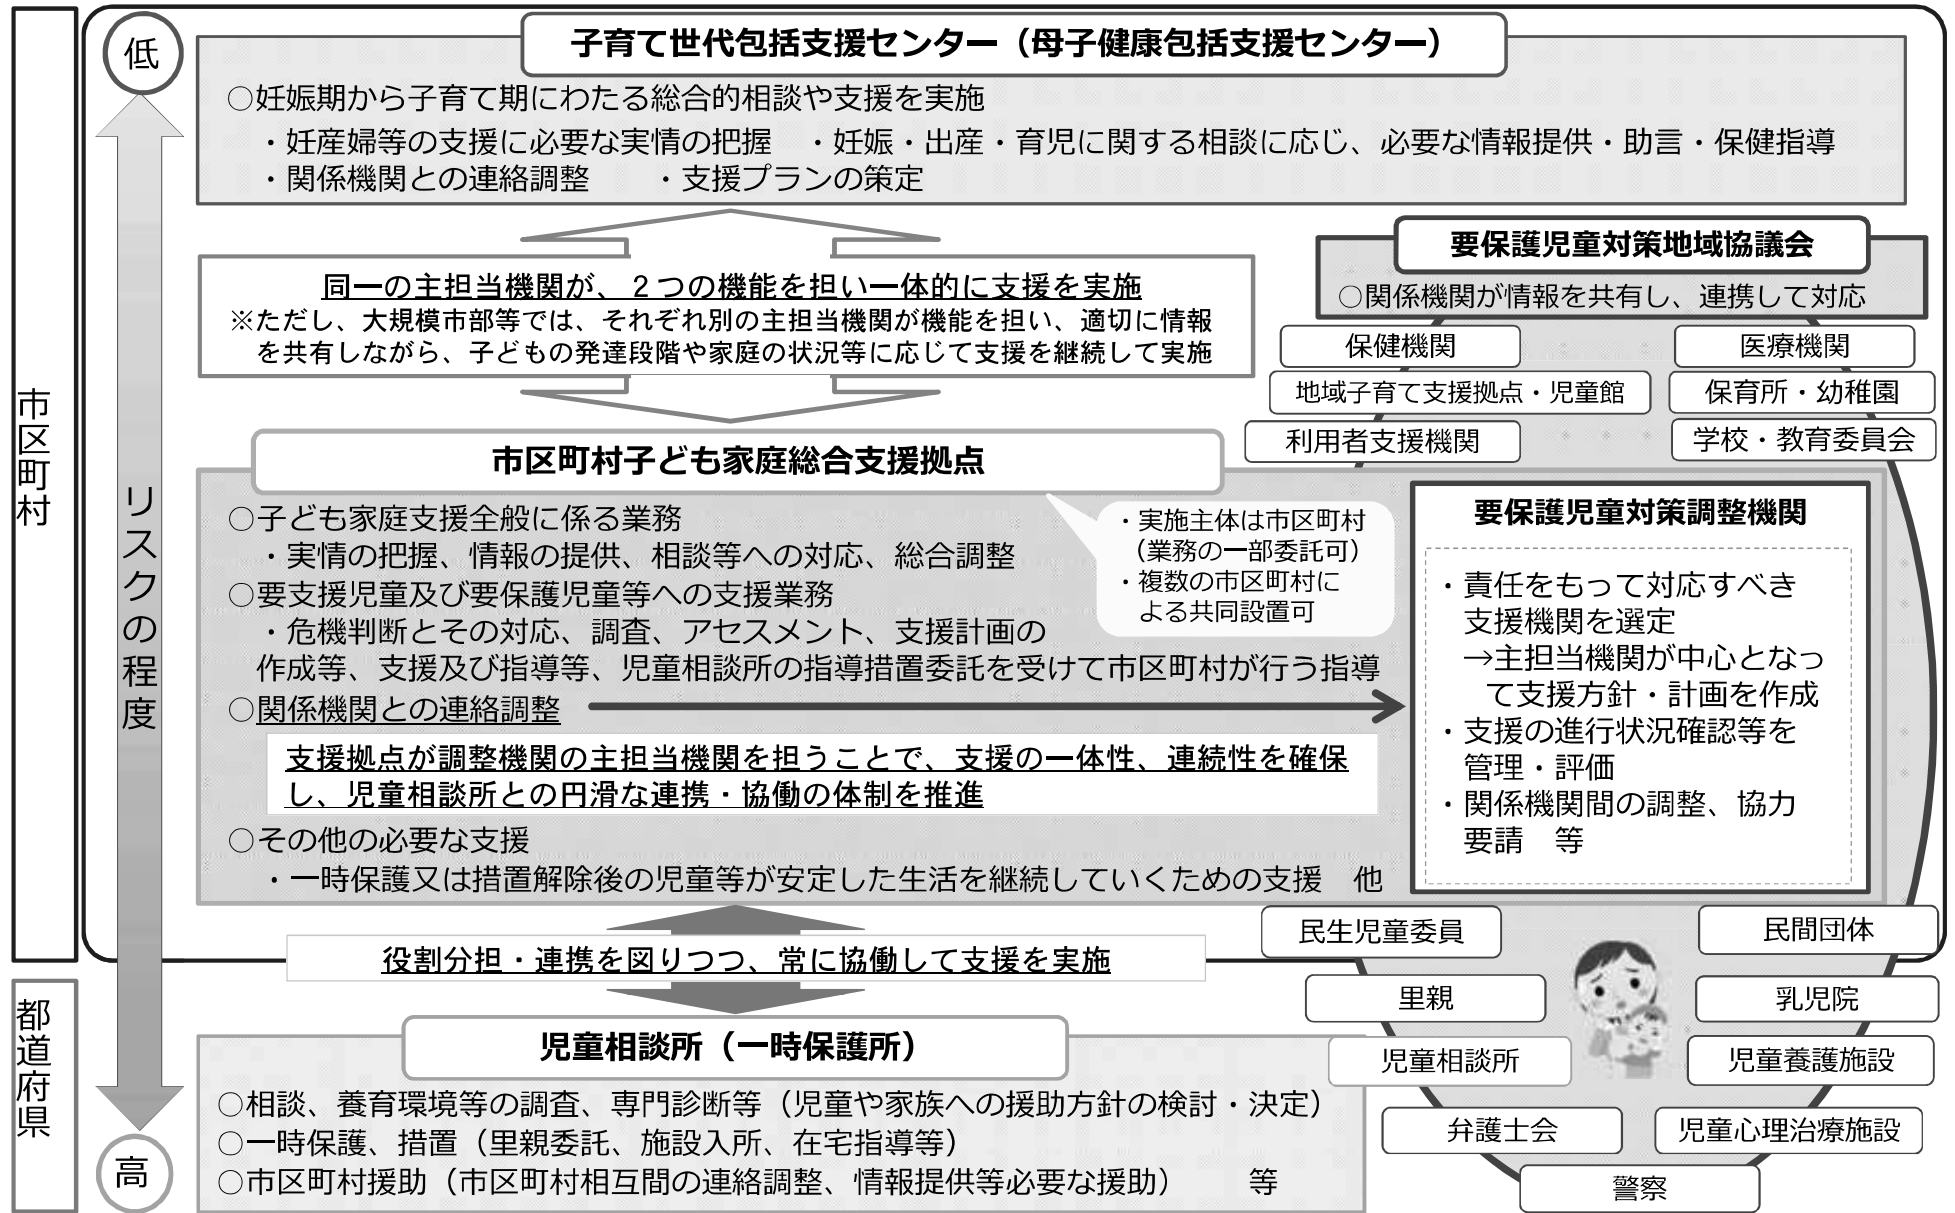 市区町村
都道府県
低
リスクの程度
高
子育て世代包括支援センター（母子健康包括支援センター）
○妊娠期から子育て期にわたる総合的相談や支援を実施
・妊産婦等の支援に必要な実情の把握　・妊娠・出産・育児に関する相談に応じ、必要な情報提供・助言・保健指導
・関係機関との連絡調整　　・支援プランの策定
同一の主担当機関が、２つの機能を担い一体的に支援を実施
※ただし、大規模市部等では、それぞれ別の主担当機関が機能を担い、適切に情報
を共有しながら、子どもの発達段階や家庭の状況等に応じて支援を継続して実施
市区町村子ども家庭総合支援拠点
○子ども家庭支援全般に係る業務
・実情の把握、情報の提供、相談等への対応、総合調整
○要支援児童及び要保護児童等への支援業務
・危機判断とその対応、調査、アセスメント、支援計画の
作成等、支援及び指導等、児童相談所の指導措置委託を受けて市区町村が行う指導
○関係機関との連絡調整
支援拠点が調整機関の主担当機関を担うことで、支援の一体性、連続性を確保
し、児童相談所との円滑な連携・協働の体制を推進
○その他の必要な支援
・一時保護又は措置解除後の児童等が安定した生活を継続していくための支援　他
・実施主体は市区町村
（業務の一部委託可）
・複数の市区町村に
よる共同設置可
役割分担・連携を図りつつ、常に協働して支援を実施
児童相談所（一時保護所）
○相談、養育環境等の調査、専門診断等（児童や家族への援助方針の検討・決定）
○一時保護、措置（里親委託、施設入所、在宅指導等）
○市区町村援助（市区町村相互間の連絡調整、情報提供等必要な援助）　　等
要保護児童対策地域協議会
○関係機関が情報を共有し、連携して対応
保健機関
医療機関
地域子育て支援拠点・児童館
保育所・幼稚園
利用者支援機関
学校・教育委員会
要保護児童対策調整機関
・責任をもって対応すべき
支援機関を選定
→主担当機関が中心となっ
て支援方針・計画を作成
・支援の進行状況確認等を
管理・評価
・関係機関間の調整、協力
要請　等
民生児童委員
民間団体
里親
乳児院
児童相談所
児童養護施設
弁護士会
児童心理治療施設
警察